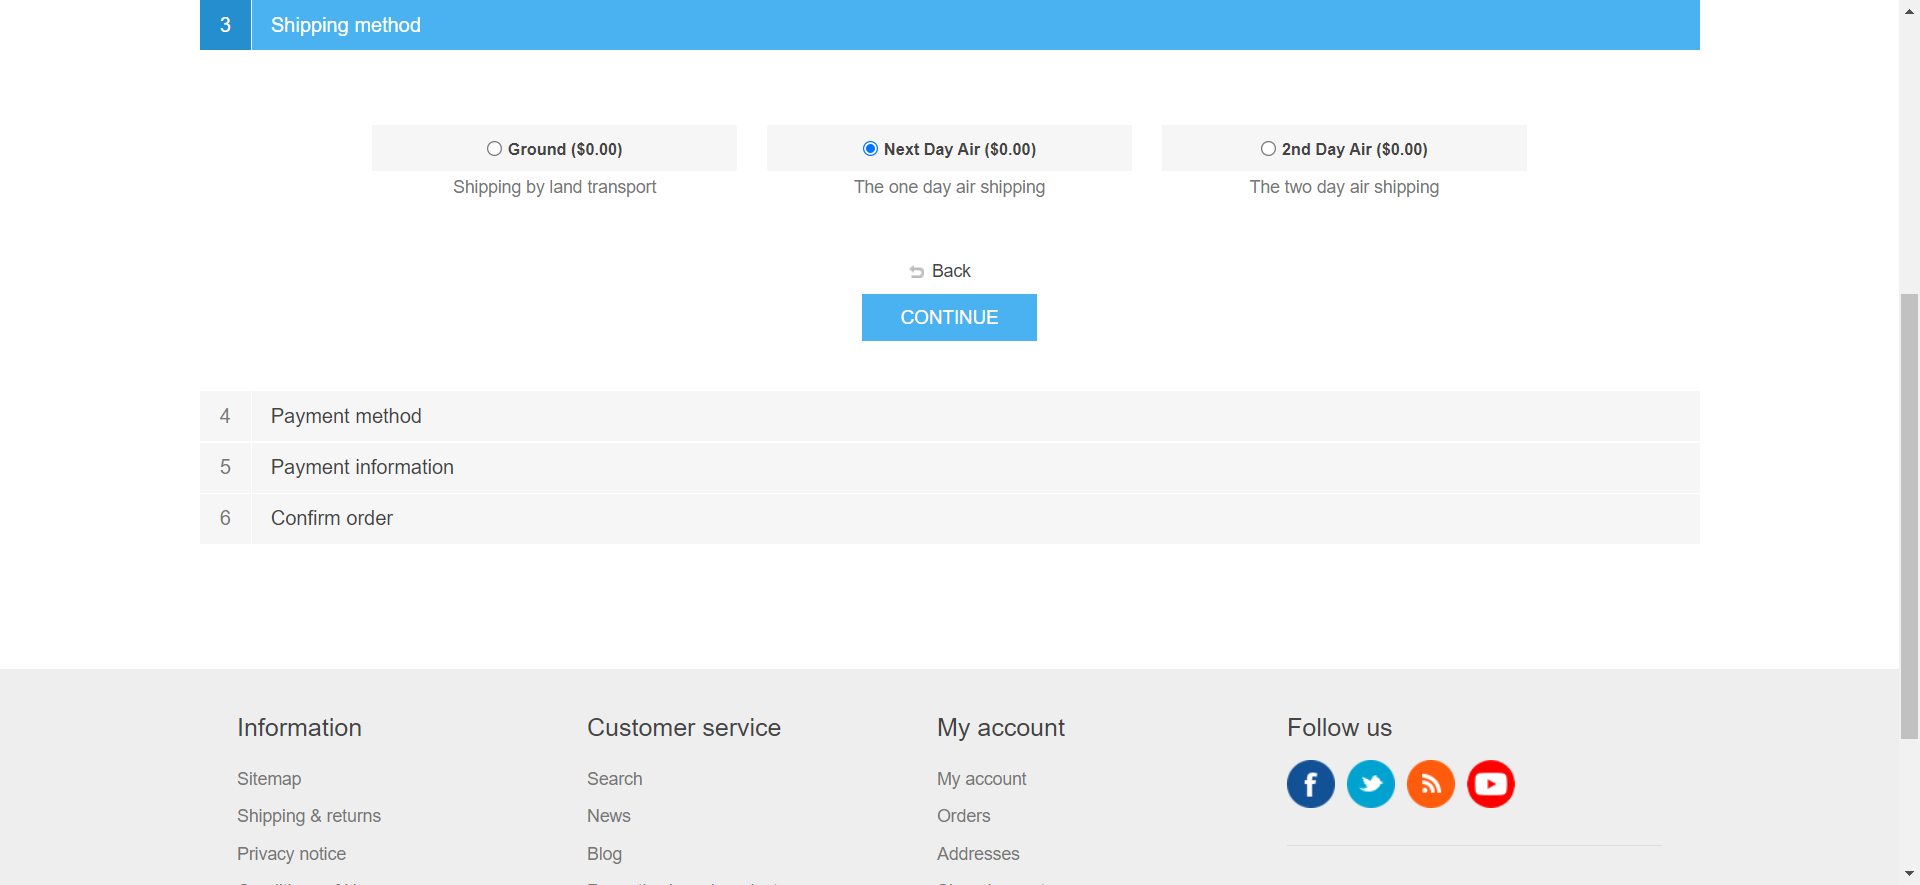 3 Shipping method
Ground ($0.00) Next Day Air ($0.00) 2nd Day Air ($0.00)
Shipping by land transport The one day air shipping The two day air shipping
Back
CONTINUE
4 Payment method
5 Payment information
6 Confirm order
Information
Sitemap
Shipping & returns
Privacy notice
Customer service
Search
News
Blog
My account
My account
Orders
Addresses
Follow us